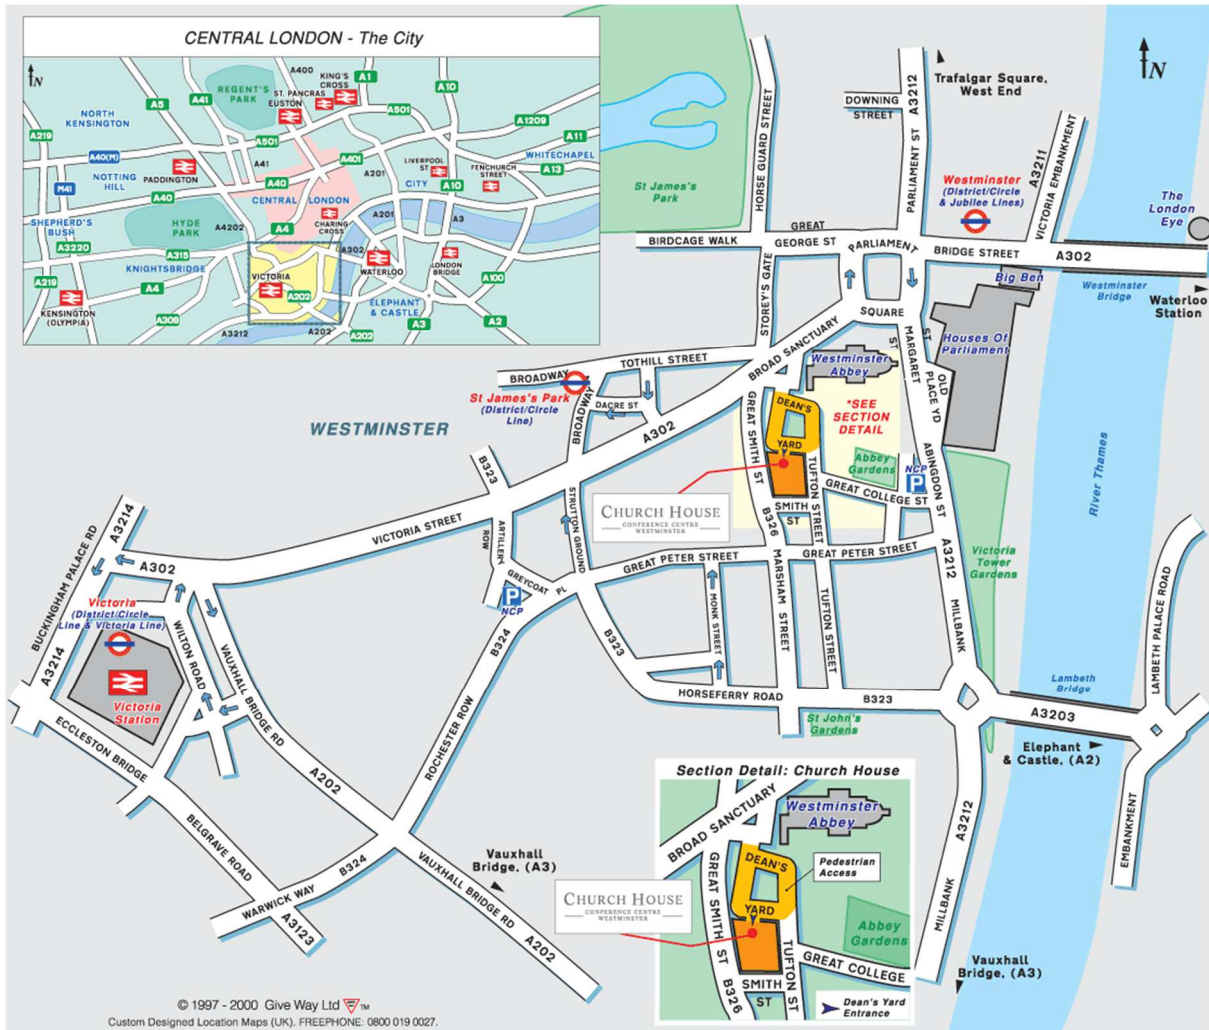 CENTRAL LONDON - The City
N
A400
KING'S
CROSS
A1
A10
REGENT'S
PARK
ST. PANCRAS
EUSTON
A5
A41
A501
A1209
NORTH
KENSINGTON
A219
A501
A11
A40(M)
A41
A401
LIVERPOOL
ST
FENCHURCH
STREET
WHITECHAPEL
A13
NOTTING
HILL
PADDINGTON
A201
CITY
A10
M41
A40
A40
CENTRAL LONDON
SHEPHERD'S
BUSH
HYDE
PARK
A4202
A4
CHARING
CROSS
A201
A3
A3220
A315
A302
KNIGHTSBRIDGE
VICTORIA
WATERLOO
LONDON
BRIDGE
A100
A219
A4
A202
ELEPHANT
& CASTLE
KENSINGTON
(OLYMPIA)
A308
A3212
A202
A202
A3
A2
N
Trafalgar Square,
West End
DOWNING
STREET
A3212
PARLIAMENT ST
HORSE GUARD STREET
St James's
Park
Westminster
(District/Circle
& Jubilee Lines)
A3211
VICTORIA EMBANKMENT
The
London
Eye
BIRDCAGE WALK
GREAT
GEORGE ST
PARLIAMENT
SQUARE
BRIDGE STREET
A302
Big Ben
Westminster
Bridge
Waterloo
Station
STOREY'S GATE
BROAD SANCTUARY
Westminster
Abbey
ST MARGARET
ST
Houses Of
Parliament
OLD
PLACE YD
TOTHILL STREET
BROADWAY
St James's Park
(District/Circle
Line)
BROADWAY
DACRE ST
A302
WESTMINSTER
DEAN'S
YARD
*SEE
SECTION
DETAIL
Abbey
Gardens
NCP
P
ABINGDON ST
River Thames
GREAT SMITH ST
CHURCH HOUSE
CONFERENCE CENTRE
WESTMINSTER
SMITH
ST
B326
TUFTON STREET
GREAT COLLEGE ST
B323
STRUTTON GROUND
ARTILLERY
ROW
VICTORIA STREET
GREAT PETER STREET
GREAT PETER STREET
A3212
Victoria
Tower
Gardens
GREYCOAT PL
P
NCP
MARSHAM STREET
TUFTON STREET
MONK STREET
MILLBANK
LAMBETH PALACE ROAD
A3214
BUCKINGHAM PALACE RD
A302
Victoria
(District/Circle
Line & Victoria Line)
A3214
WILTON ROAD
VAUXHALL BRIDGE RD
Victoria
Station
B324
B323
HORSEFERRY ROAD
B323
St John's
Gardens
Lambeth
Bridge
A3203
Elephant
& Castle, (A2)
ROCHESTER ROW
ECCLESTON BRIDGE
A202
BELGRAVE ROAD
B324
WARWICK WAY
A3123
Vauxhall
Bridge, (A3)
VAUXHALL BRIDGE RD
A202
A3212
MILLBANK
EMBANKMENT
Vauxhall
Bridge, (A3)
Section Detail: Church House
BROAD SANCTUARY
Westminster
Abbey
DEAN'S
YARD
Pedestrian
Access
GREAT SMITH ST
CHURCH HOUSE
CONFERENCE CENTRE
WESTMINSTER
Abbey
Gardens
GREAT COLLEGE
TUFTON ST
SMITH
ST
B326
Dean's Yard
Entrance
© 1997 - 2000 Give Way Ltd TM
Custom Designed Location Maps (UK). FREEPHONE: 0800 019 0027.